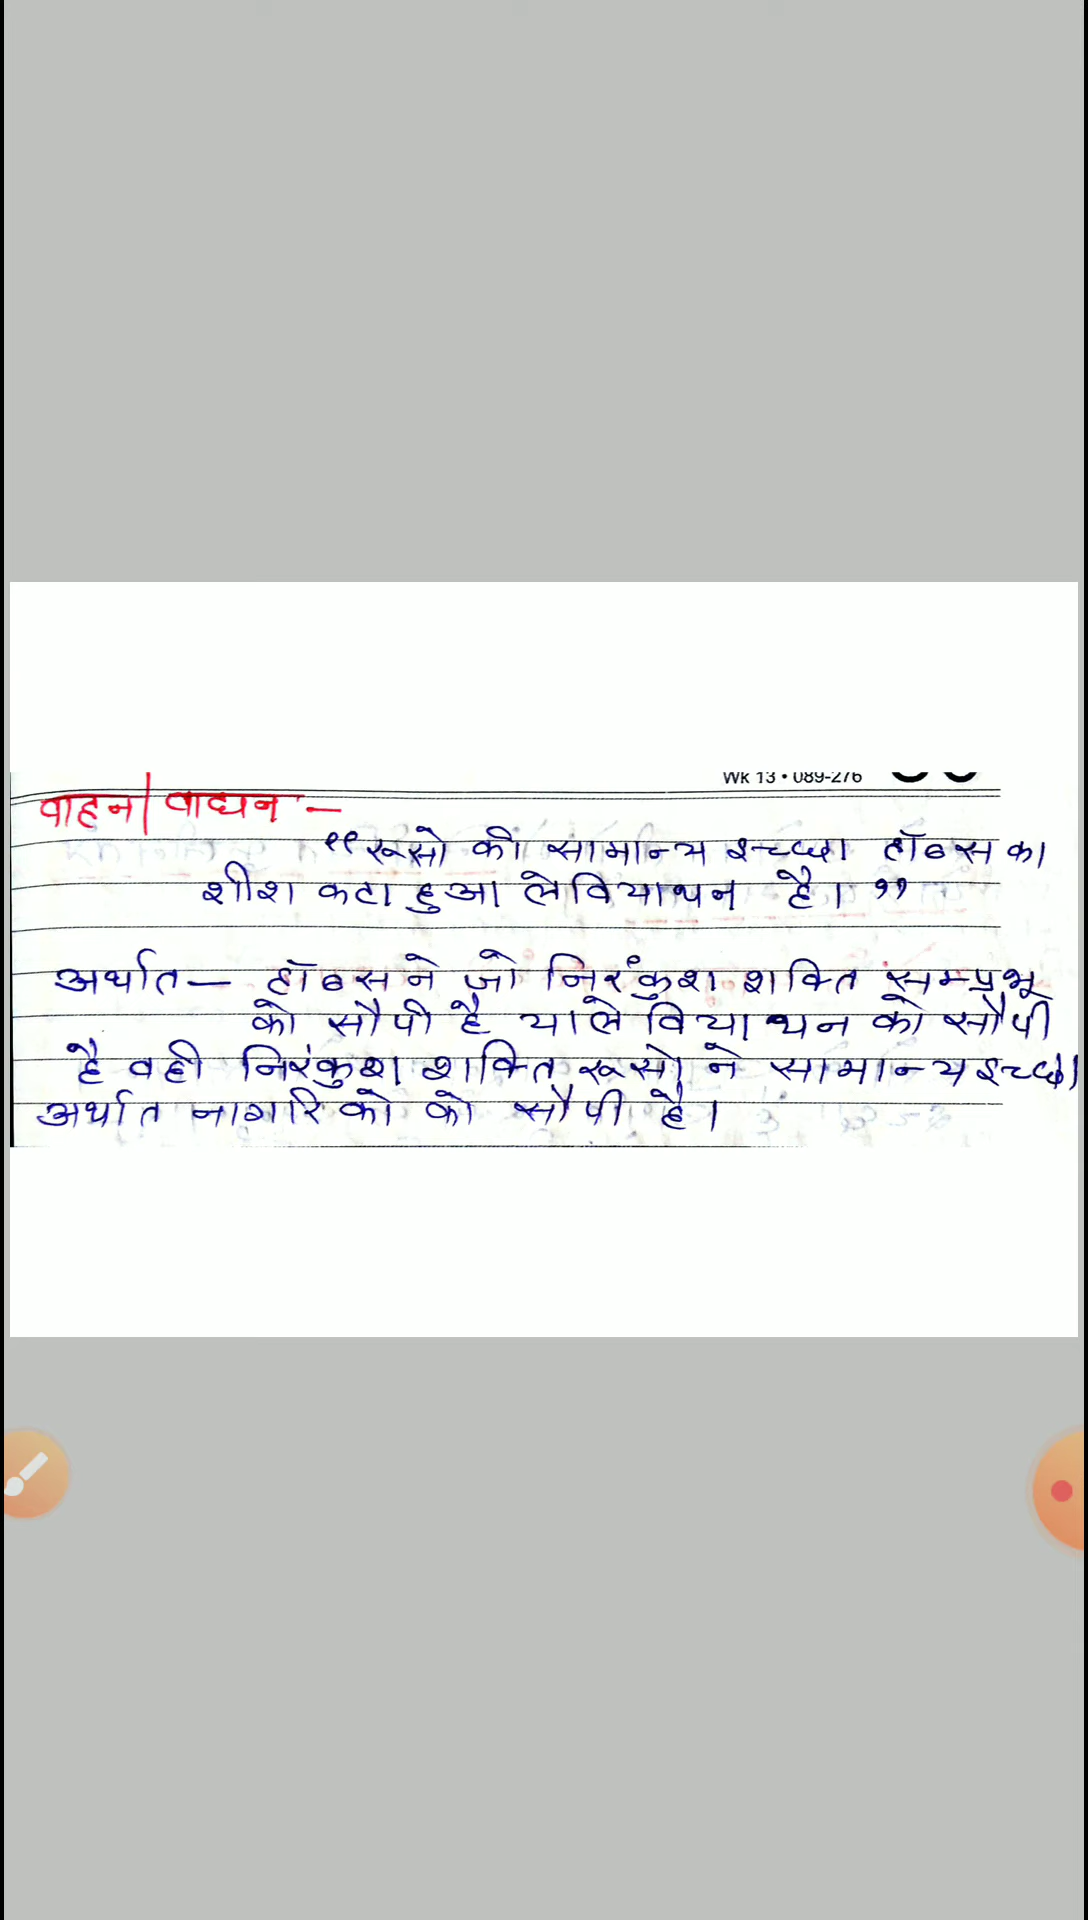 Wk 13 • 089-276
वाहन/वाघन :-
"रूसो की सामान्य इच्छा हॉब्स का
शीश कटा हुआ लेवियाथन है।"
अर्थात— हॉब्स ने जो निरंकुश शक्ति सम्प्रभू
को सौपी है या लेवियाथन को सौपी
है वही निरंकुश शक्ति रूसो ने सामान्य इच्छा
अर्थात नागरिको को सौपी है।